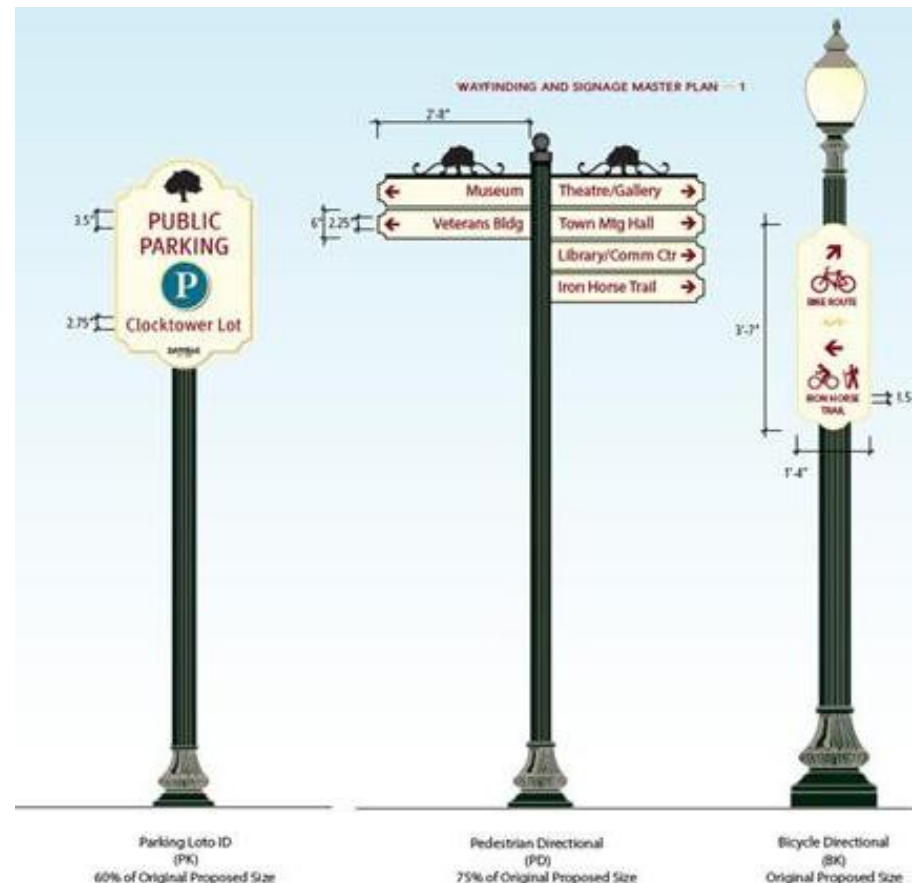 WAYFINDING AND SIGNAGE MASTER PLAN — 1
2'-8"
3.5"
PUBLIC
PARKING
P
2.75"
Clocktower Lot
DANVILLE
6"
2.25"
Museum
Veterans Bldg
Theatre/Gallery
Town Mtg Hall
Library/Comm Ctr
Iron Horse Trail
3'-7"
BIKE ROUTE
IRON HORSE
TRAIL
1.5
1'-4"
Parking Loto ID
(PK)
60% of Original Proposed Size
Pedestrian Directional
(PD)
75% of Original Proposed Size
Bicycle Directional
(BK)
Original Proposed Size